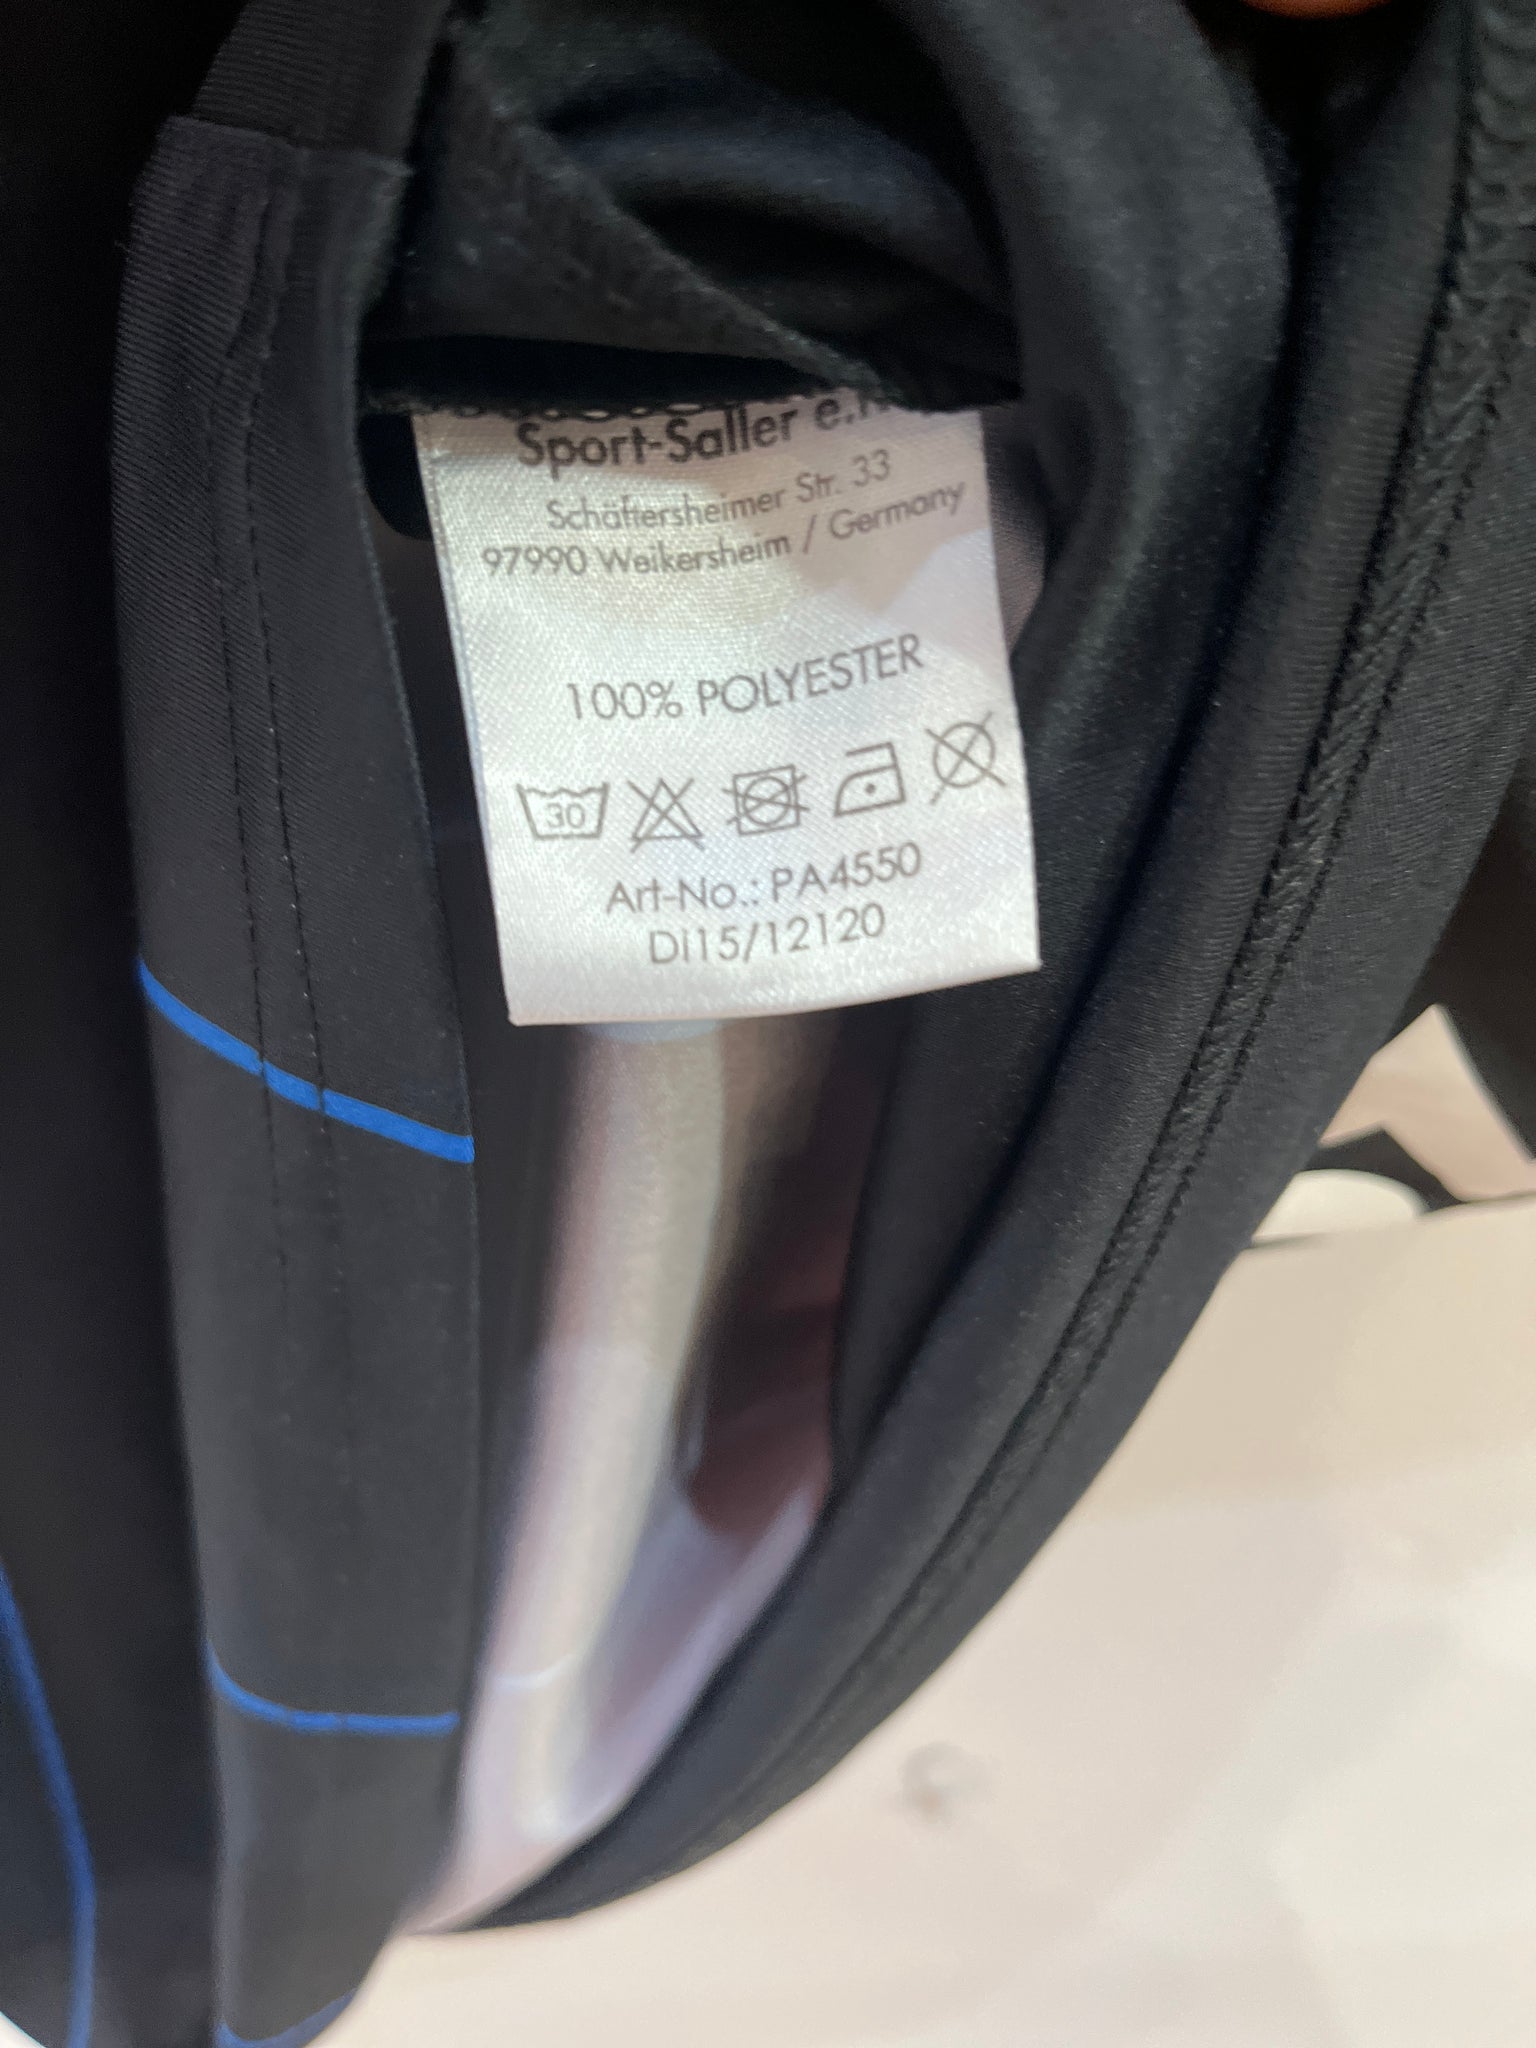 Sport-Saller
Schäftersheimer Str. 33
97990 Weikersheim / Germany
100% POLYESTER
30
Art-No.: PA4550
DI15/12120